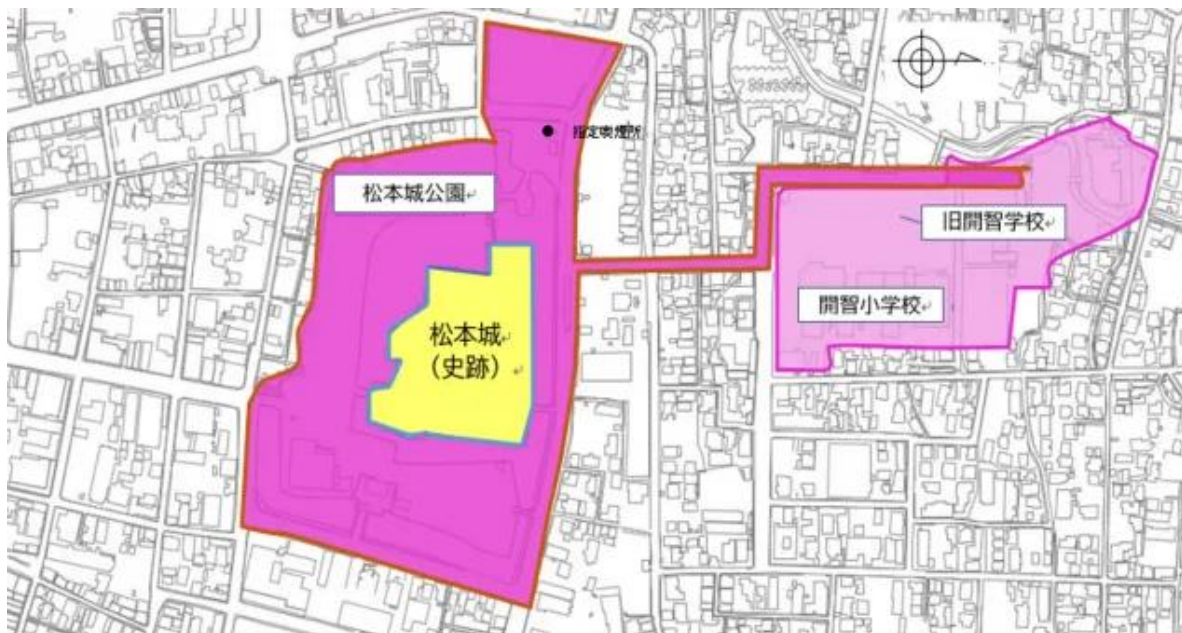 指定喫煙所
松本城公園
旧開智学校
開智小学校
松本城
（史跡）